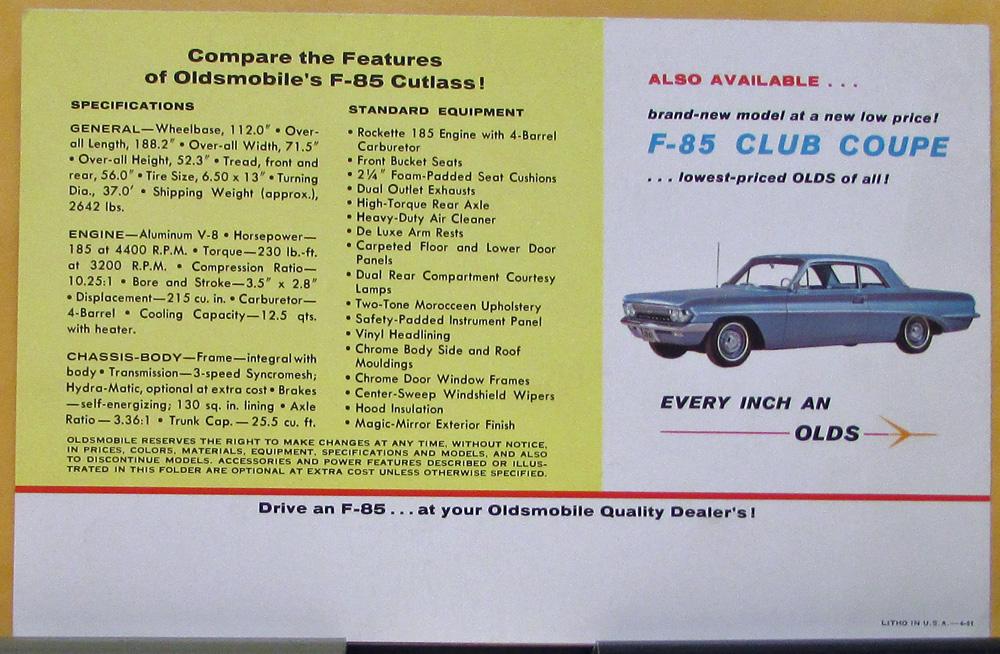 Compare the Features
of Oldsmobile's F-85 Cutlass!
SPECIFICATIONS
GENERAL—Wheelbase, 112.0" • Over-
all Length, 188.2" • Over-all Width, 71.5"
• Over-all Height, 52.3" • Tread, front and
rear, 56.0" • Tire Size, 6.50 x 13" • Turning
Dia., 37.0' • Shipping Weight (approx.),
2642 lbs.
ENGINE—Aluminum V-8 • Horsepower—
185 at 4400 R.P.M. • Torque—230 lb.-ft.
at 3200 R.P.M. • Compression Ratio—
10.25:1 • Bore and Stroke—3.5" x 2.8"
• Displacement—215 cu. in. • Carburetor—
4-Barrel • Cooling Capacity—12.5 qts.
with heater.
CHASSIS-BODY—Frame—integral with
body • Transmission—3-speed Syncromesh;
Hydra-Matic, optional at extra cost • Brakes
—self-energizing; 130 sq. in. lining • Axle
Ratio—3.36:1 • Trunk Cap.—25.5 cu. ft.
STANDARD EQUIPMENT
• Rockette 185 Engine with 4-Barrel
Carburetor
• Front Bucket Seats
• 2¼" Foam-Padded Seat Cushions
• Dual Outlet Exhausts
• High-Torque Rear Axle
• Heavy-Duty Air Cleaner
• De Luxe Arm Rests
• Carpeted Floor and Lower Door
Panels
• Dual Rear Compartment Courtesy
Lamps
• Two-Tone Morocceen Upholstery
• Safety-Padded Instrument Panel
• Vinyl Headlining
• Chrome Body Side and Roof
Mouldings
• Chrome Door Window Frames
• Center-Sweep Windshield Wipers
• Hood Insulation
• Magic-Mirror Exterior Finish
OLDSMOBILE RESERVES THE RIGHT TO MAKE CHANGES AT ANY TIME, WITHOUT NOTICE,
IN PRICES, COLORS, MATERIALS, EQUIPMENT, SPECIFICATIONS AND MODELS, AND ALSO
TO DISCONTINUE MODELS. ACCESSORIES AND POWER FEATURES DESCRIBED OR ILLUS-
TRATED IN THIS FOLDER ARE OPTIONAL AT EXTRA COST UNLESS OTHERWISE SPECIFIED.
ALSO AVAILABLE . . .
brand-new model at a new low price!
F-85 CLUB COUPE
. . . lowest-priced OLDS of all!
EVERY INCH AN
OLDS
Drive an F-85 . . . at your Oldsmobile Quality Dealer's!
LITHO IN U.S.A.—4-61